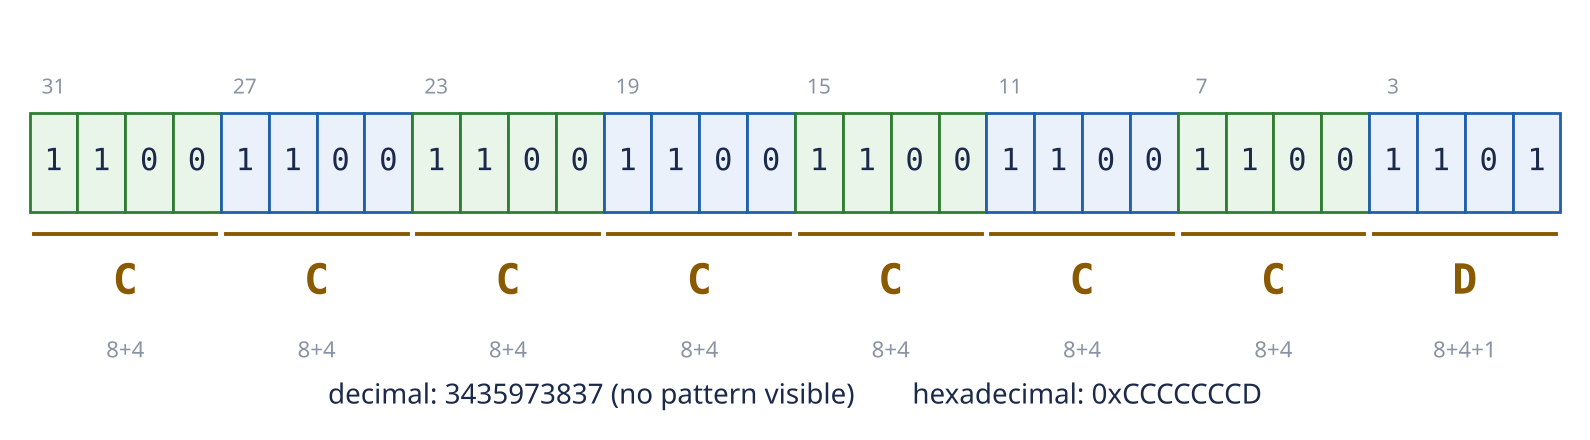 31 27 23 19 15 11 7 3
1 1 0 0 1 1 0 0 1 1 0 0 1 1 0 0 1 1 0 0 1 1 0 0 1 1 0 0 1 1 0 1
C C C C C C C D
8+4 8+4 8+4 8+4 8+4 8+4 8+4 8+4+1
decimal: 3435973837 (no pattern visible) hexadecimal: 0xCCCCCCCD